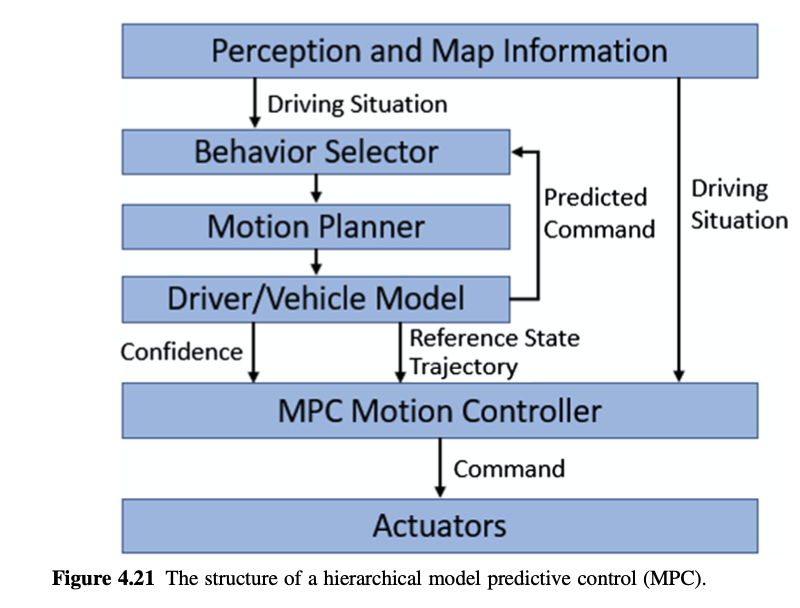 Perception and Map Information
Driving Situation
Behavior Selector
Predicted
Command
Driving
Situation
Motion Planner
Driver/Vehicle Model
Confidence
Reference State
Trajectory
MPC Motion Controller
Command
Actuators
Figure 4.21 The structure of a hierarchical model predictive control (MPC).